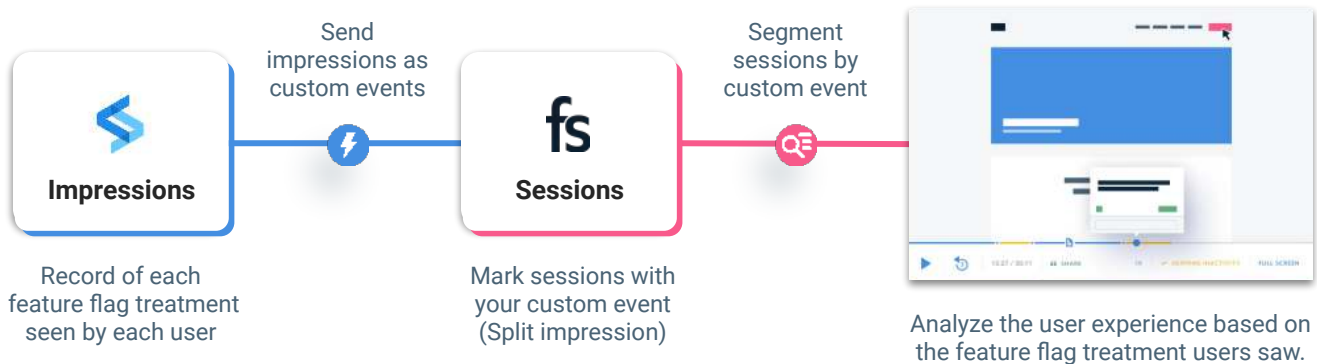 Send
impressions as
custom events
Segment
sessions by
custom event
fs
Impressions
Sessions
Record of each
feature flag treatment
seen by each user
Mark sessions with
your custom event
(Split impression)
SHARE
FULL SCREEN
Analyze the user experience based on
the feature flag treatment users saw.